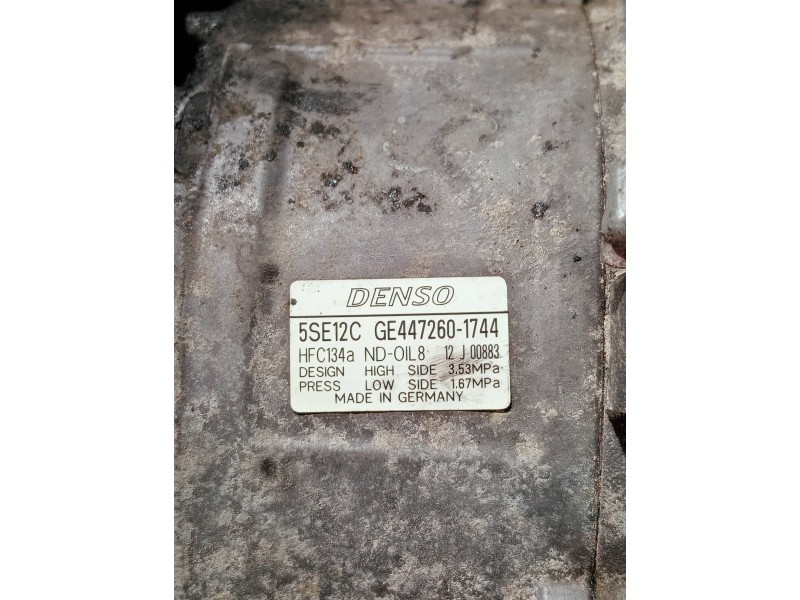 DENSO
5SE12C GE447260-1744
HFC134a ND-OIL8 12 J 00883
DESIGN HIGH SIDE 3.53MPa
PRESS LOW SIDE 1.67MPa
MADE IN GERMANY